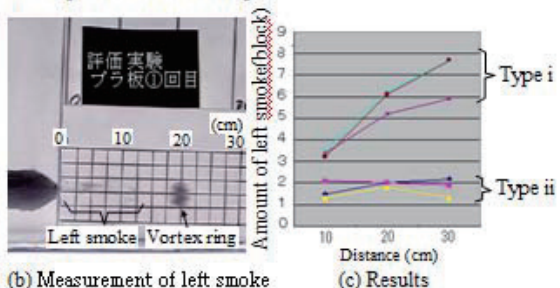 評価実験
プラ板①回目
(cm)
0 10 20 30
Left smoke Vortex ring
(b) Measurement of left smoke
Amount of left smoke(block)
9
8
7
6
5
4
3
2
1
0
10 20 30
Distance (cm)
Type i
Type ii
(c) Results